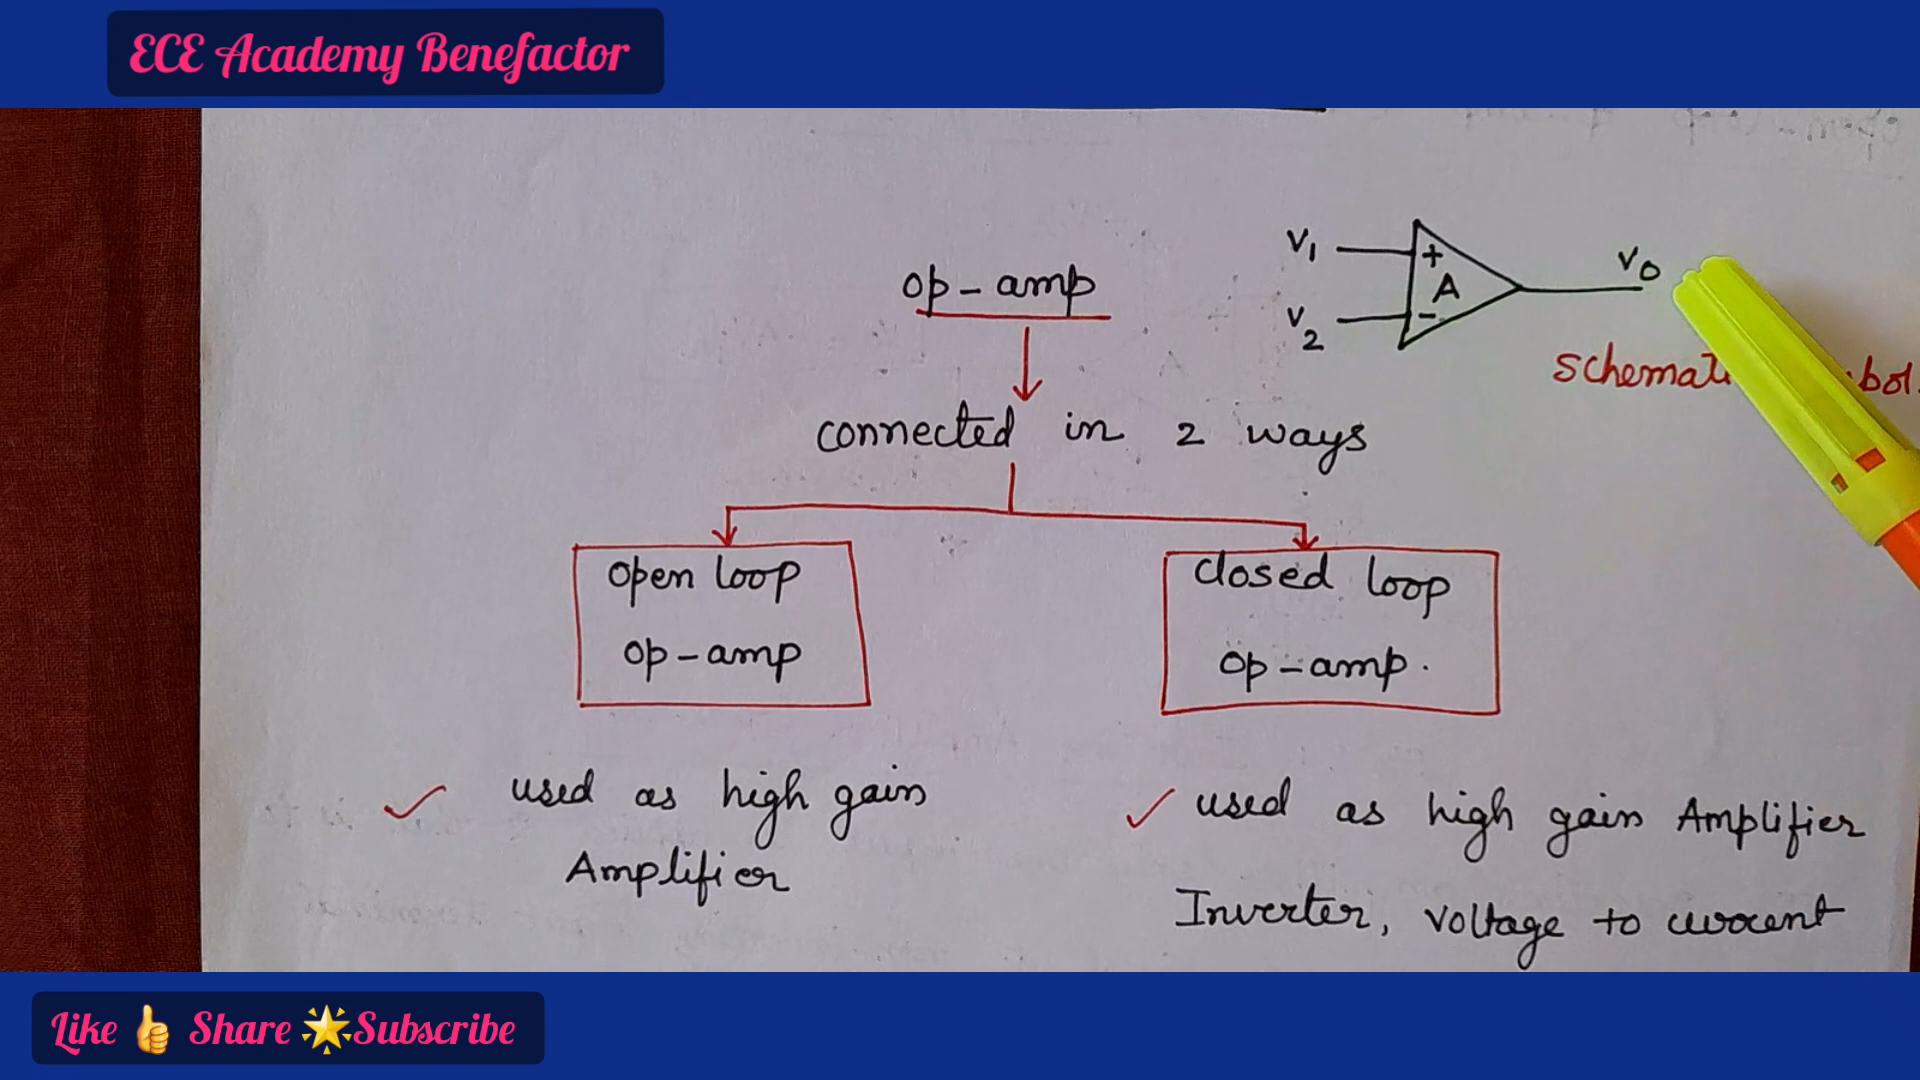 ECE Academy Benefactor
op-amp
V1
+
A
-
V2
Vo
connected in 2 ways
open loop
op-amp
closed loop
op-amp.
used as high gain
Amplifier
used as high gain Amplifier
Inverter, voltage to current
Like 👍 Share 🌟Subscribe